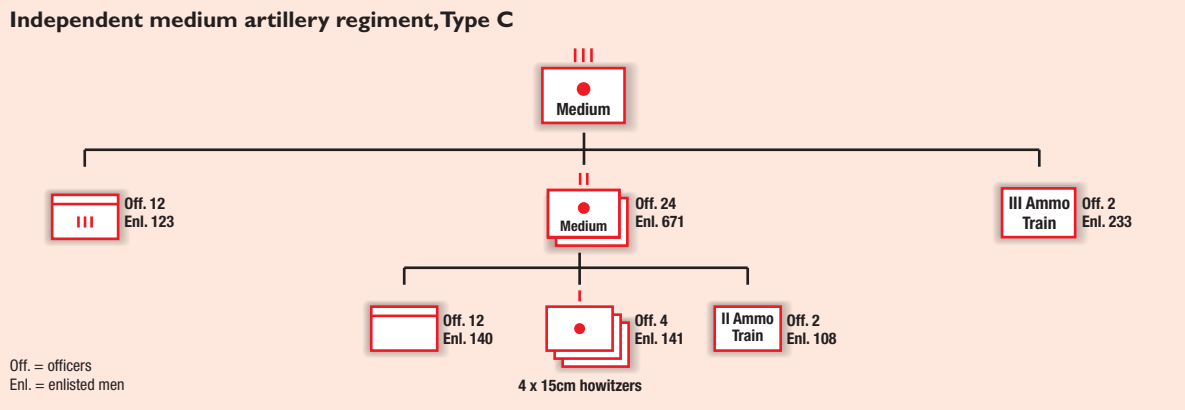 Independent medium artillery regiment, Type C
III
Medium
III
Off. 12
Enl. 123
II
Medium
Off. 24
Enl. 671
III Ammo
Train
Off. 2
Enl. 233
Off. 12
Enl. 140
I
Off. 4
Enl. 141
4 x 15cm howitzers
II Ammo
Train
Off. 2
Enl. 108
Off. = officers
Enl. = enlisted men